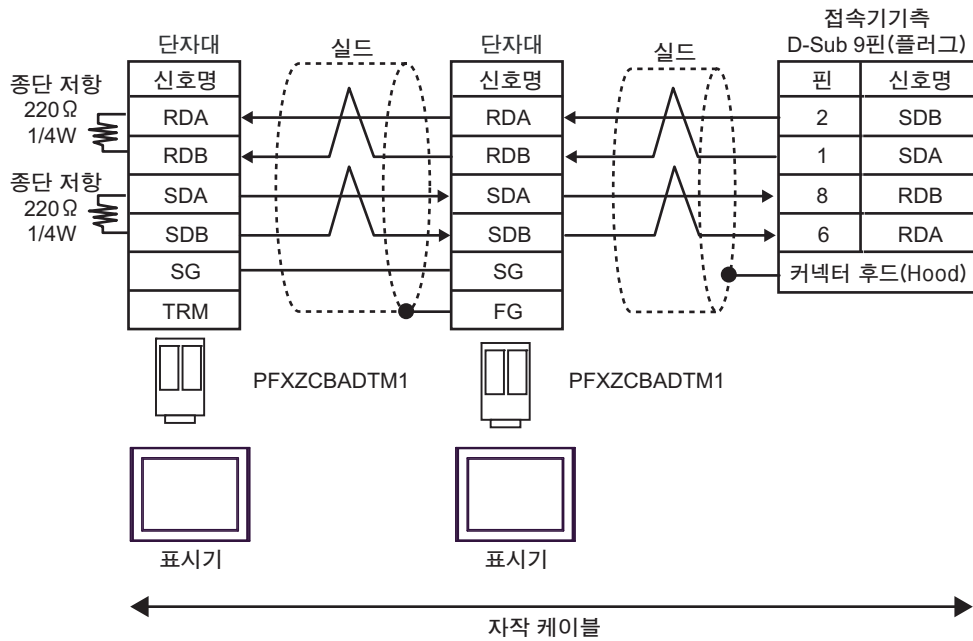 접속기기측
단자대 실드 단자대 실드 D-Sub 9핀(플러그)
종단 저항 신호명 신호명 핀 신호명
220Ω RDA RDA 2 SDB
1/4W RDB RDB 1 SDA
종단 저항 SDA SDA 8 RDB
220Ω
1/4W SDB SDB 6 RDA
SG SG 커넥터 후드(Hood)
TRM FG
PFXZCBADTM1 PFXZCBADTM1
표시기 표시기
자작 케이블